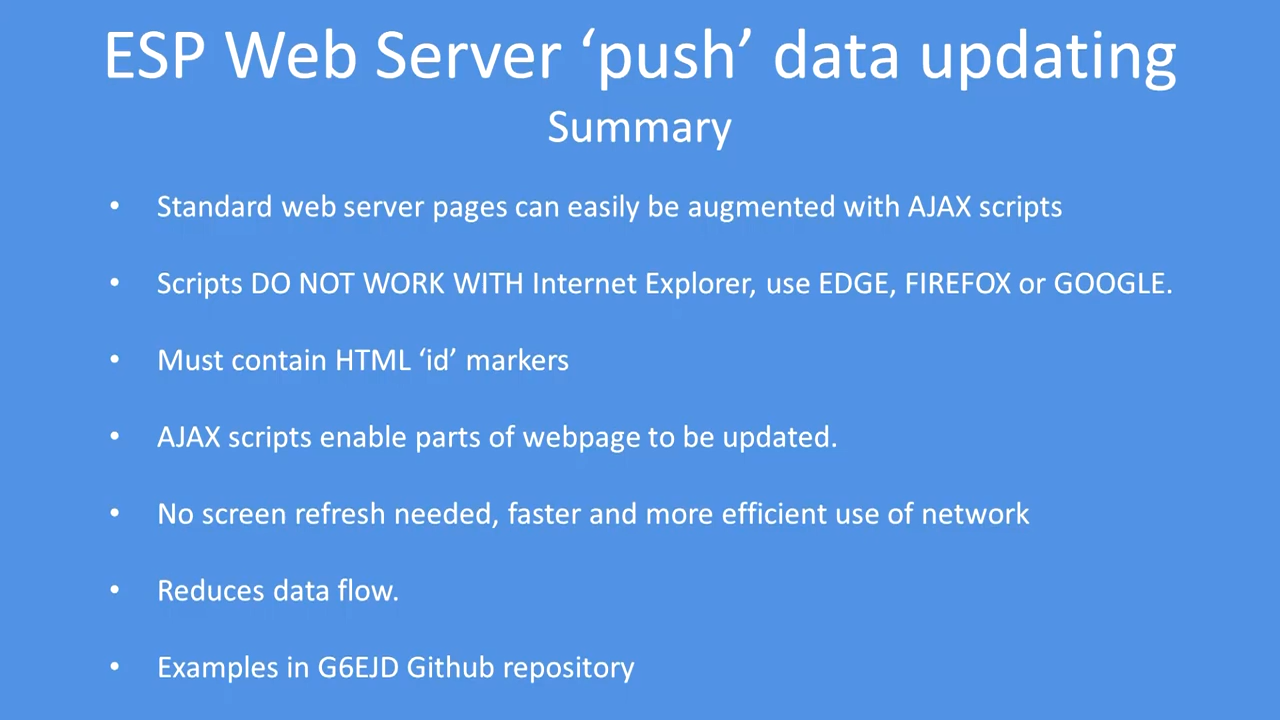 ESP Web Server ‘push’ data updating
Summary
• Standard web server pages can easily be augmented with AJAX scripts
• Scripts DO NOT WORK WITH Internet Explorer, use EDGE, FIREFOX or GOOGLE.
• Must contain HTML ‘id’ markers
• AJAX scripts enable parts of webpage to be updated.
• No screen refresh needed, faster and more efficient use of network
• Reduces data flow.
• Examples in G6EJD Github repository